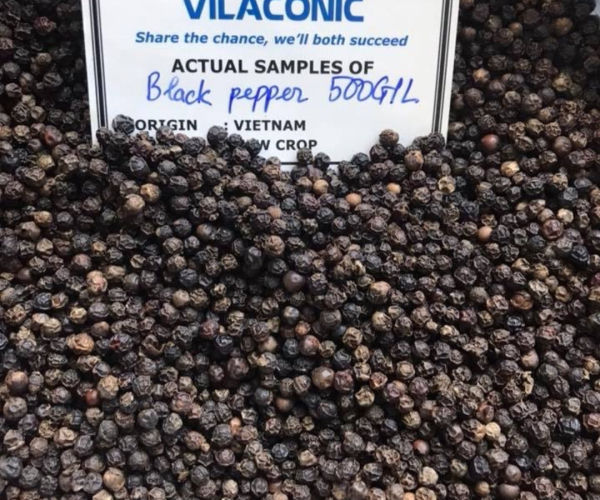 VILACONIC
Share the chance, we'll both succeed
ACTUAL SAMPLES OF
Black pepper 500G/L
ORIGIN : VIETNAM
CROP